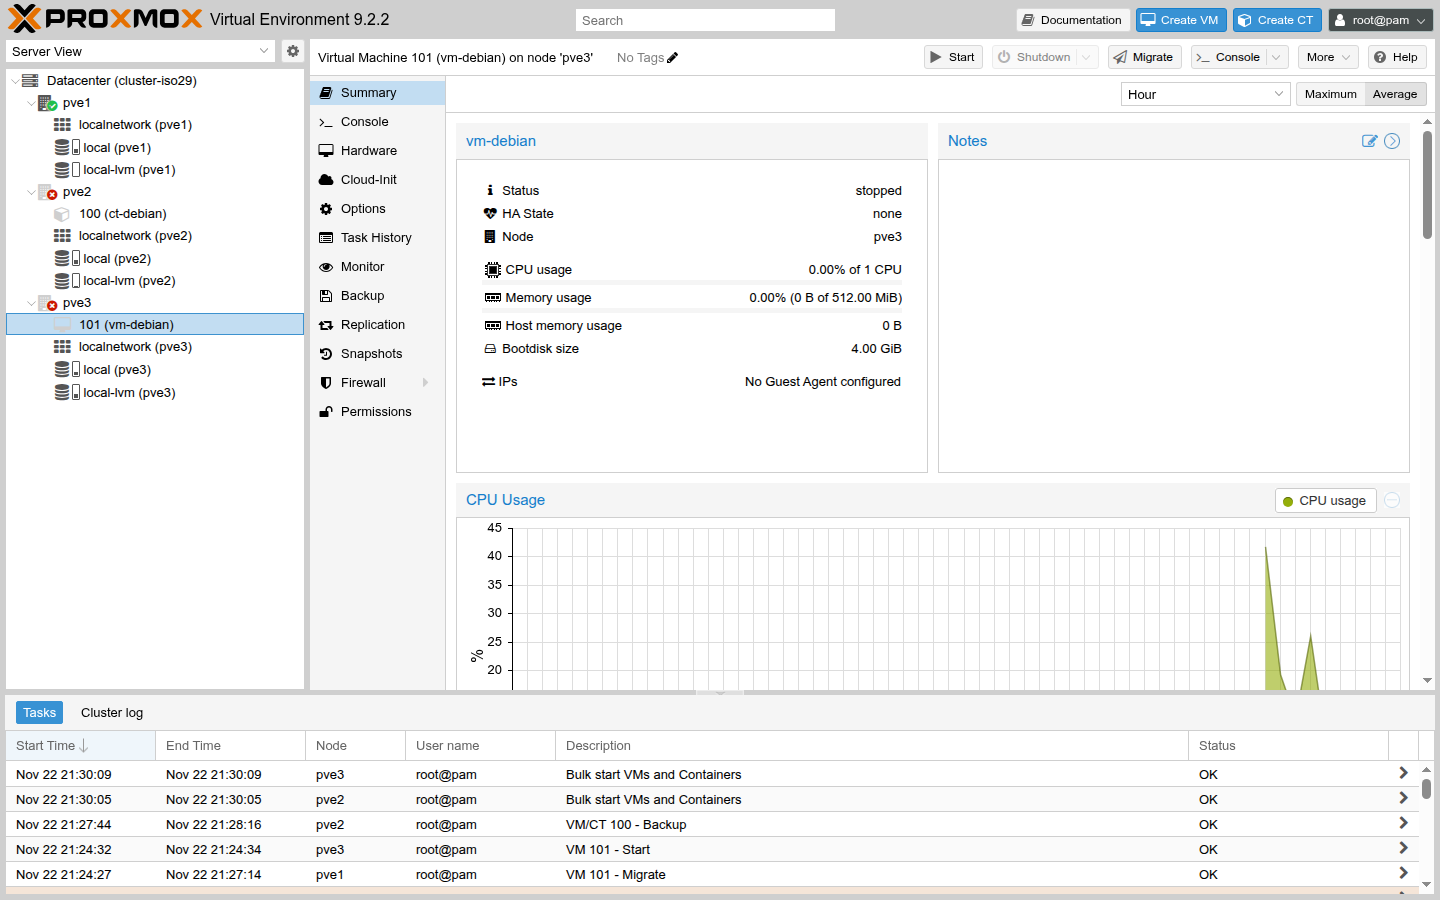 PROXMOX Virtual Environment 9.2.2 Search Documentation Create VM Create CT root@pam
Server View
Datacenter (cluster-iso29)
pve1
localnetwork (pve1)
local (pve1)
local-lvm (pve1)
pve2
100 (ct-debian)
localnetwork (pve2)
local (pve2)
local-lvm (pve2)
pve3
101 (vm-debian)
localnetwork (pve3)
local (pve3)
local-lvm (pve3)
Virtual Machine 101 (vm-debian) on node 'pve3' No Tags Start Shutdown Migrate Console More Help
Summary
Console
Hardware
Cloud-Init
Options
Task History
Monitor
Backup
Replication
Snapshots
Firewall
Permissions
Hour Maximum Average
vm-debian
Status stopped
HA State none
Node pve3
CPU usage 0.00% of 1 CPU
Memory usage 0.00% (0 B of 512.00 MiB)
Host memory usage 0 B
Bootdisk size 4.00 GiB
IPs No Guest Agent configured
Notes
CPU Usage CPU usage
45
40
35
30
25
20
%
Tasks Cluster log
Start Time End Time Node User name Description Status
Nov 22 21:30:09 Nov 22 21:30:09 pve3 root@pam Bulk start VMs and Containers OK
Nov 22 21:30:05 Nov 22 21:30:05 pve2 root@pam Bulk start VMs and Containers OK
Nov 22 21:27:44 Nov 22 21:28:16 pve2 root@pam VM/CT 100 - Backup OK
Nov 22 21:24:32 Nov 22 21:24:34 pve3 root@pam VM 101 - Start OK
Nov 22 21:24:27 Nov 22 21:27:14 pve1 root@pam VM 101 - Migrate OK